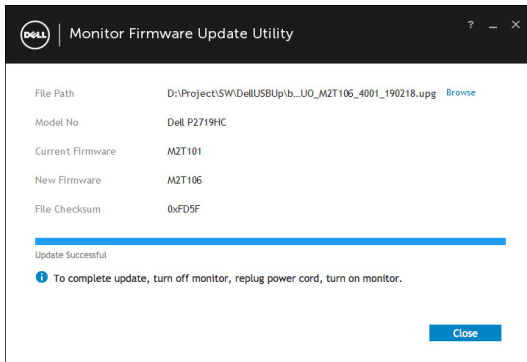 DELL
Monitor Firmware Update Utility
? – ×
File Path D:\Project\SW\DellUSBUp\b...UO_M2T106_4001_190218.upg Browse
Model No Dell P2719HC
Current Firmware M2T101
New Firmware M2T106
File Checksum 0xFD5F
Update Successful
i To complete update, turn off monitor, replug power cord, turn on monitor.
Close